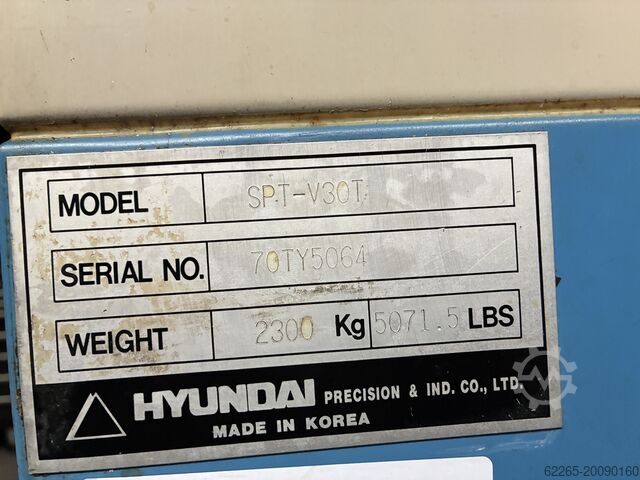 MODEL SPT-V30T
SERIAL NO. 70TY5064
WEIGHT 2300 Kg 5071.5 LBS
HYUNDAI PRECISION & IND. CO., LTD.
MADE IN KOREA
62265-20090160